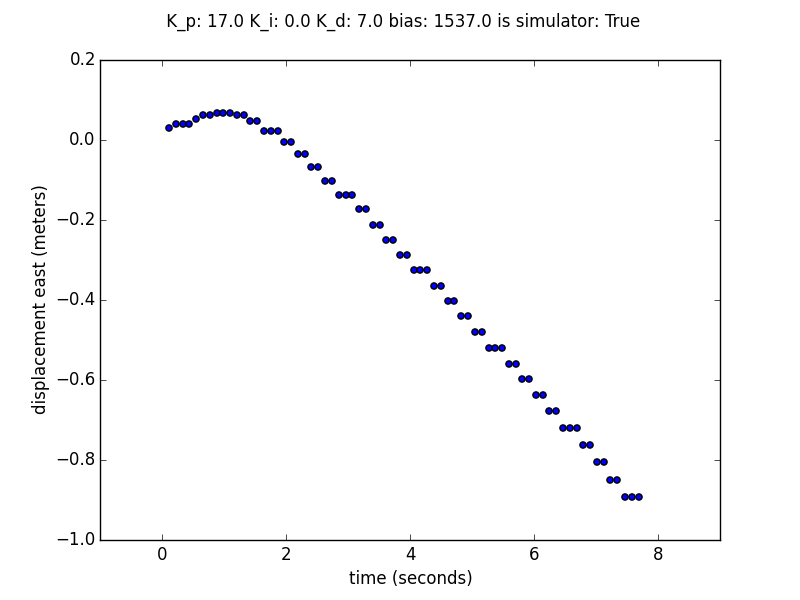 K_p: 17.0 K_i: 0.0 K_d: 7.0 bias: 1537.0 is simulator: True
0.2
0.0
−0.2
−0.4
−0.6
−0.8
−1.0
displacement east (meters)
0 2 4 6 8
time (seconds)